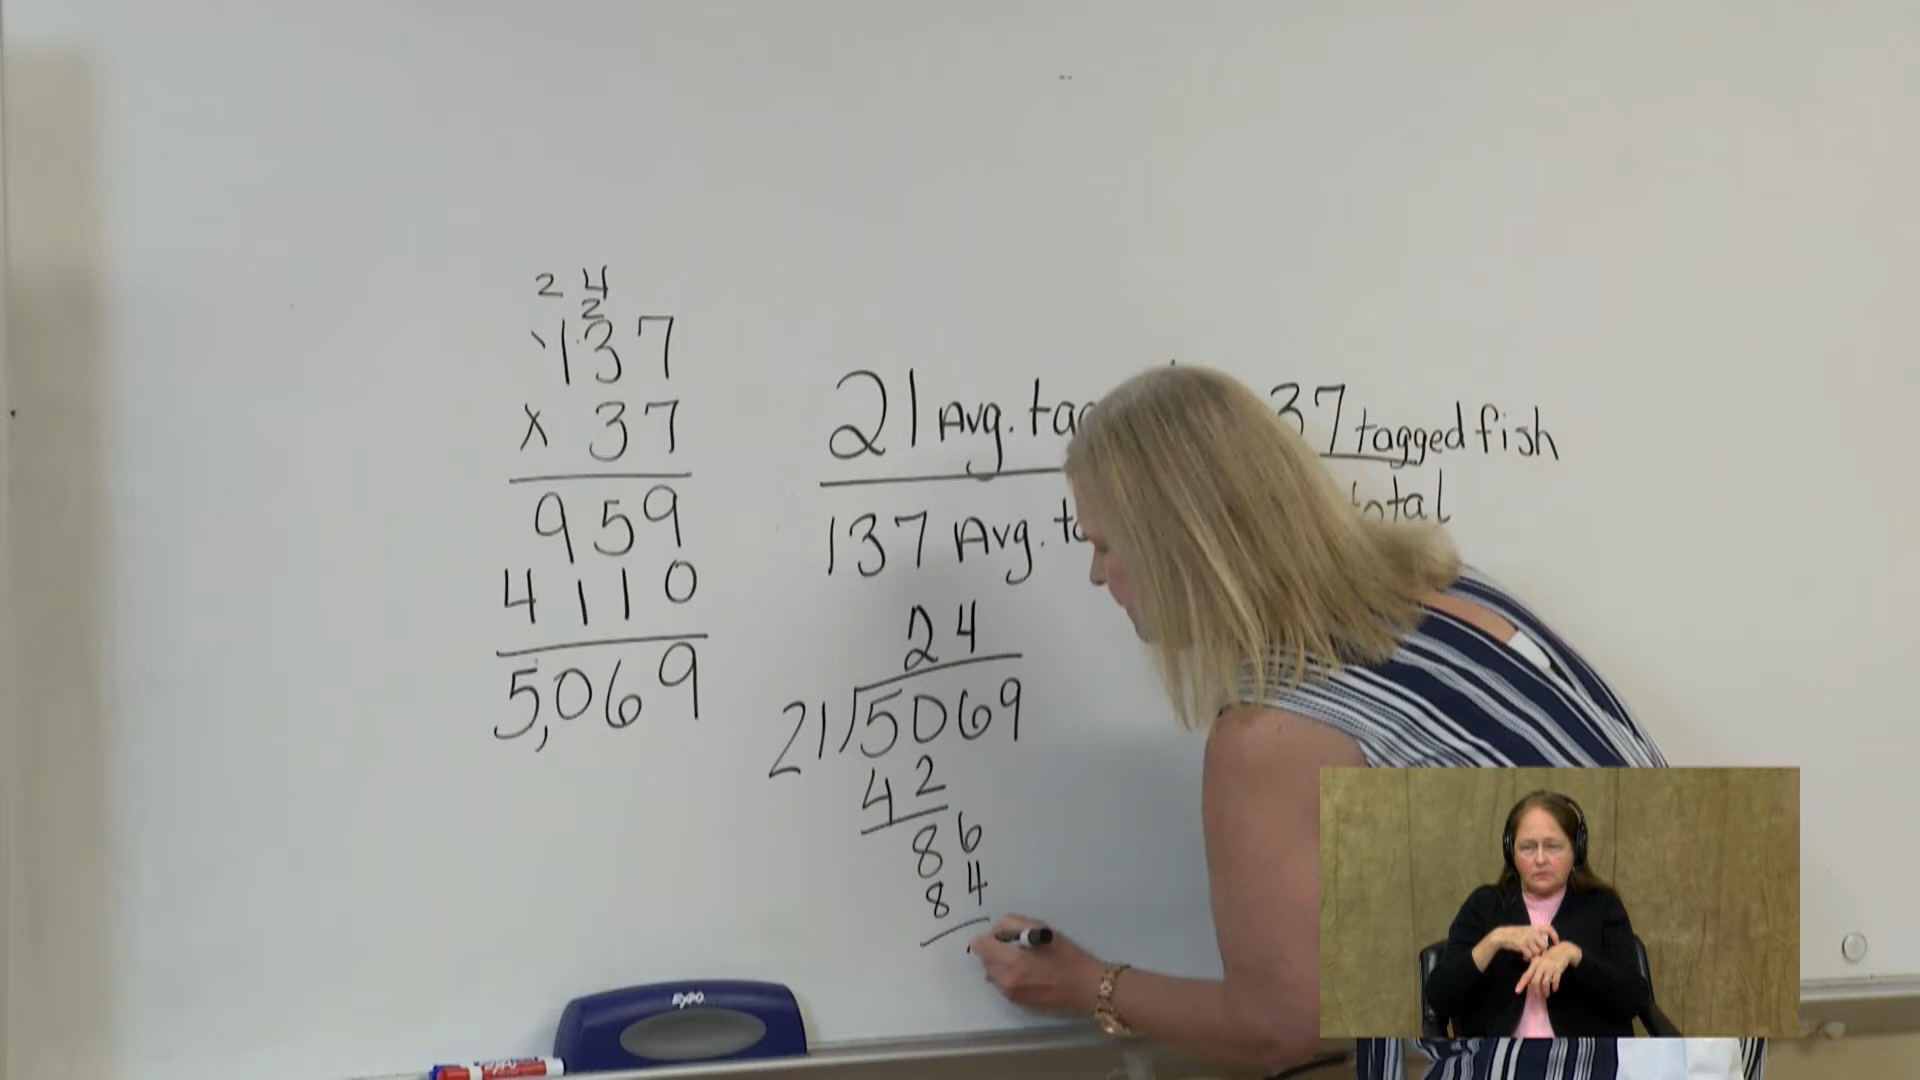 2 4
2
137
x 37
959
4110
5,069
21 Avg.
137 Avg.
37 tagged fish
total
24
21)5069
42
86
84
EXPO
EXPO